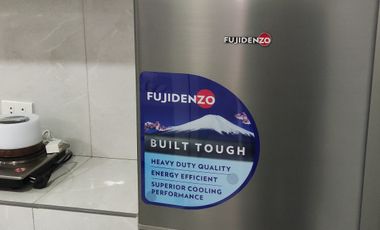 FUJIDENZO
FUJIDENZO
BUILT TOUGH
HEAVY DUTY QUALITY
ENERGY EFFICIENT
SUPERIOR COOLING
PERFORMANCE